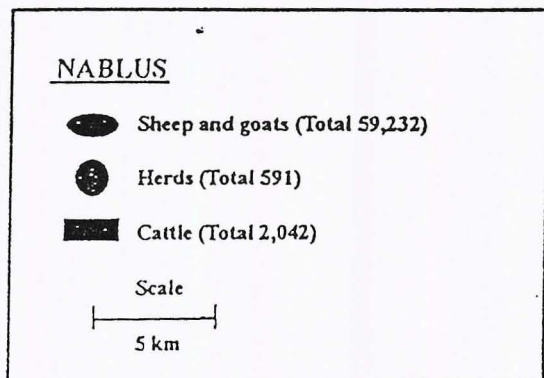 NABLUS
Sheep and goats (Total 59,232)
Herds (Total 591)
Cattle (Total 2,042)
Scale
5 km